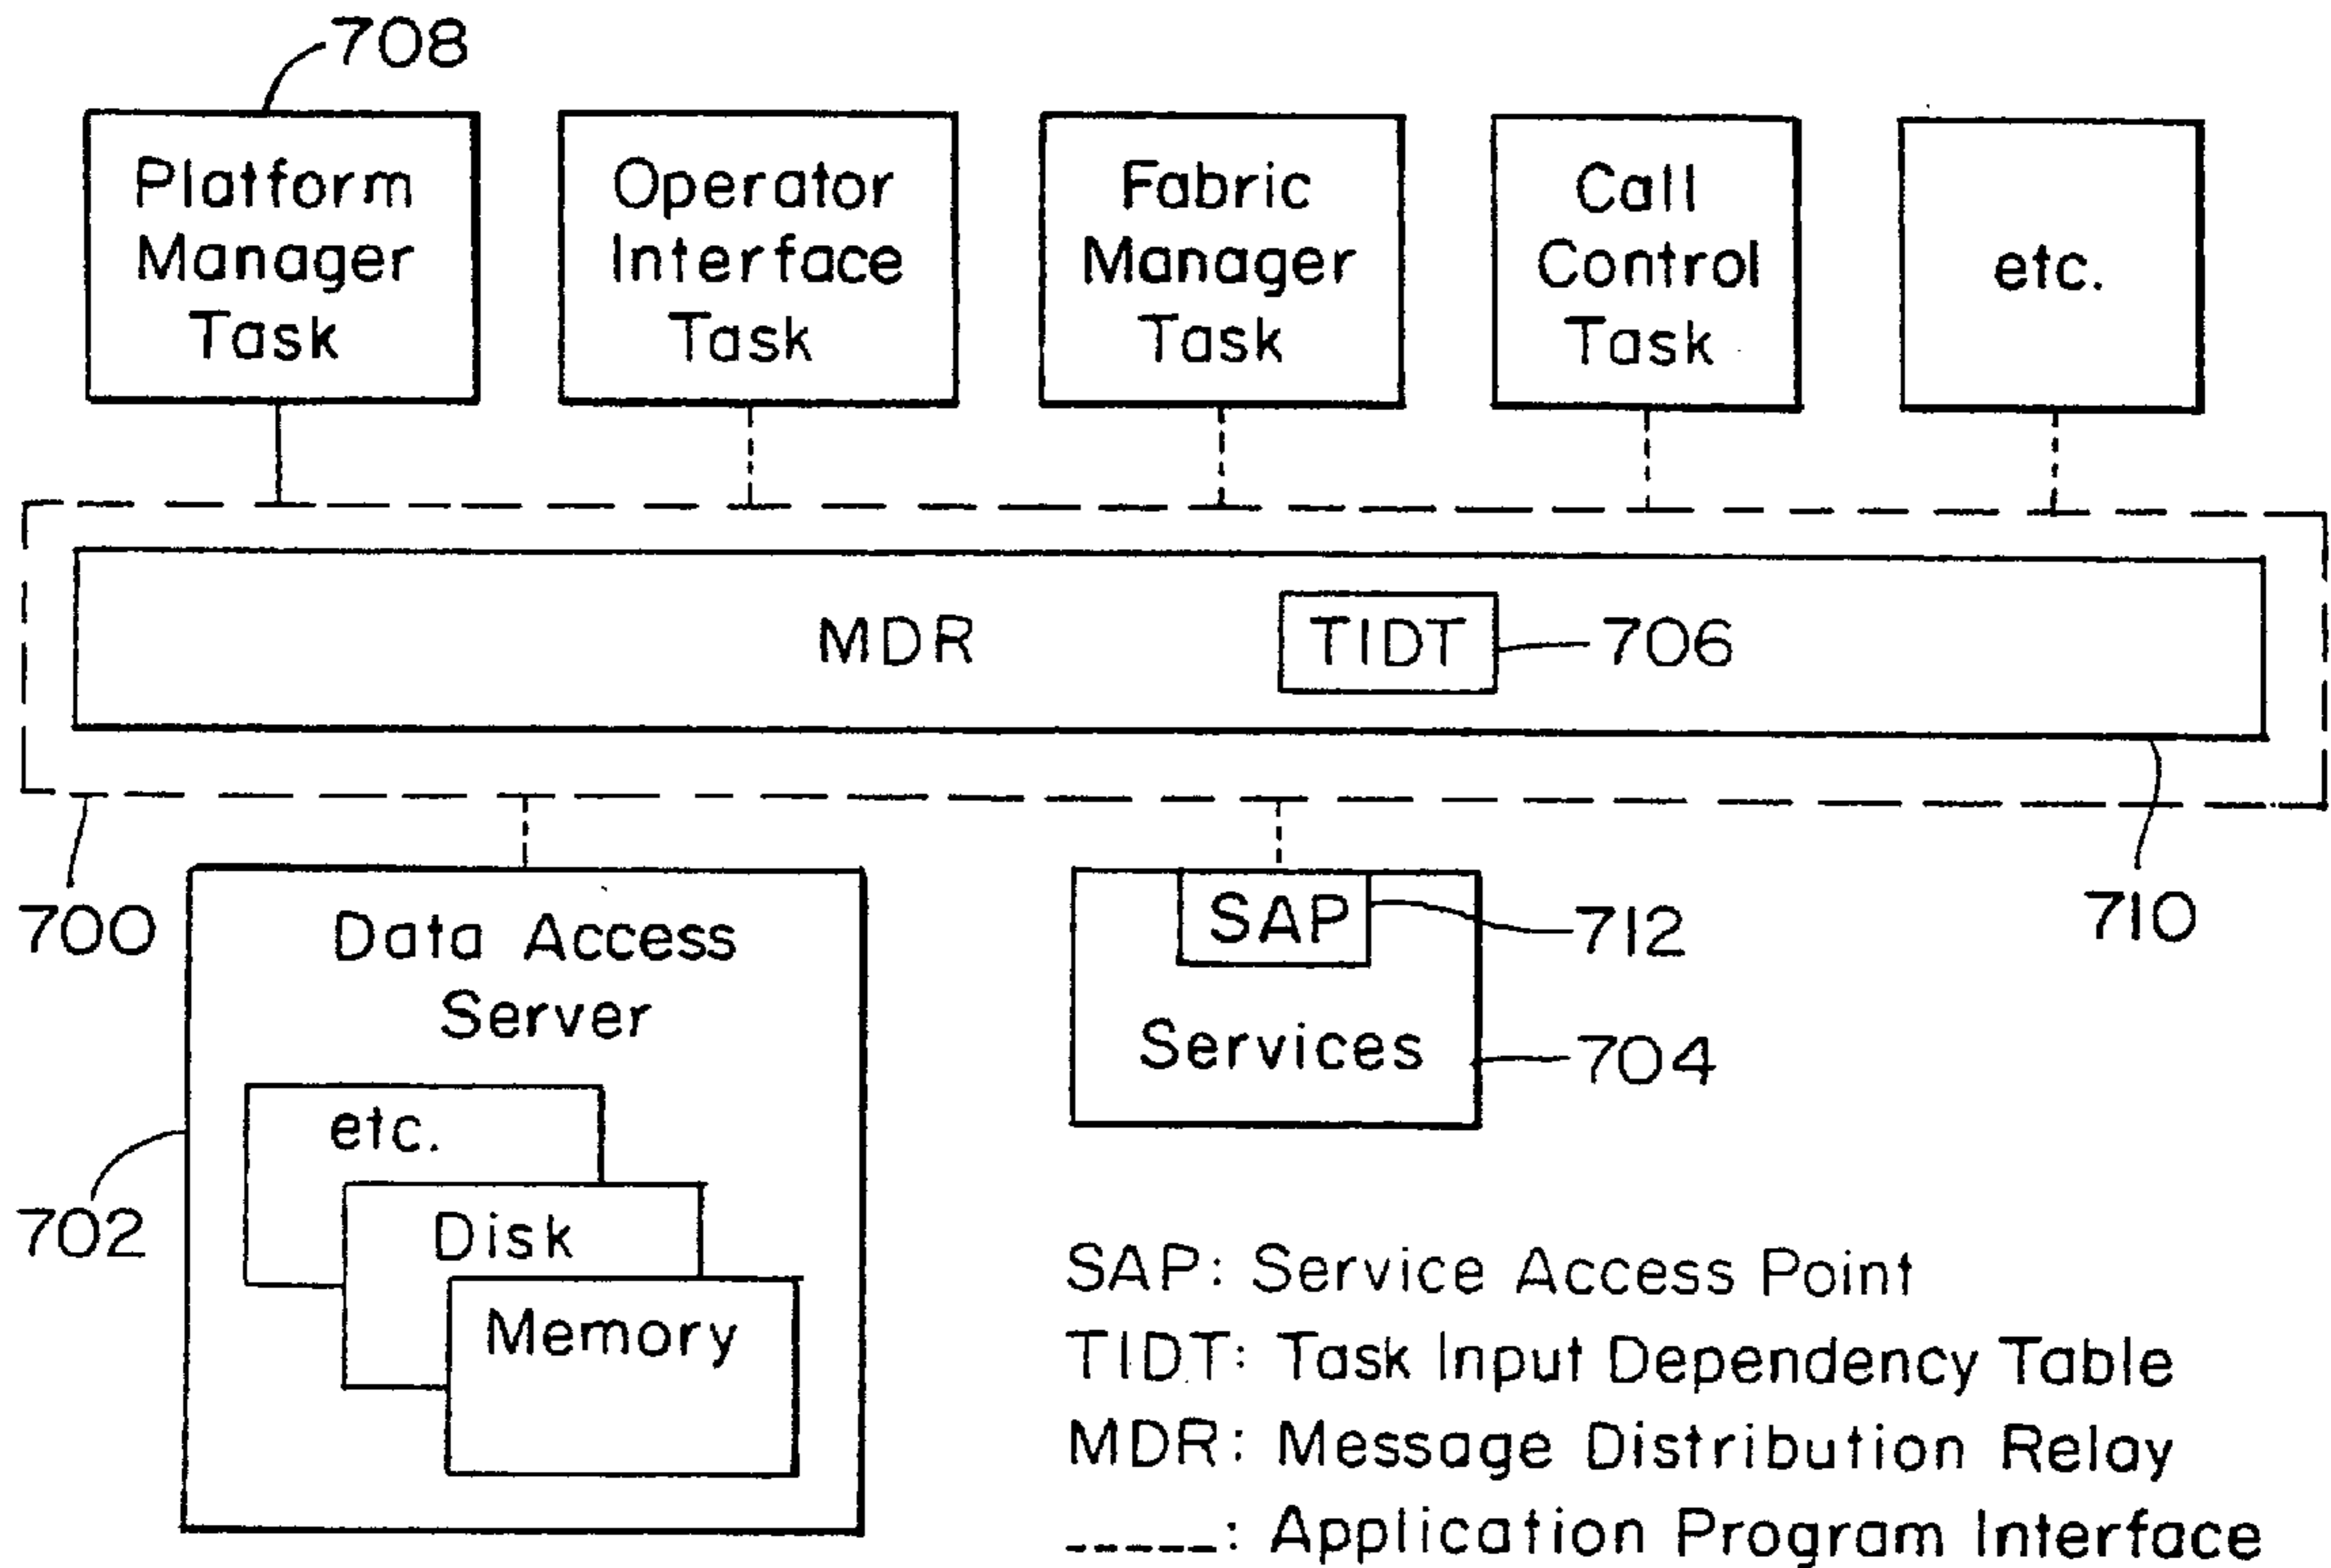 708
Platform
Manager
Task
Operator
Interface
Task
Fabric
Manager
Task
Call
Control
Task
etc.
MDR
TIDT
706
700
710
Data Access
Server
etc.
Disk
Memory
702
SAP
712
Services
704
SAP: Service Access Point
TIDT: Task Input Dependency Table
MDR: Message Distribution Relay
-----: Application Program Interface